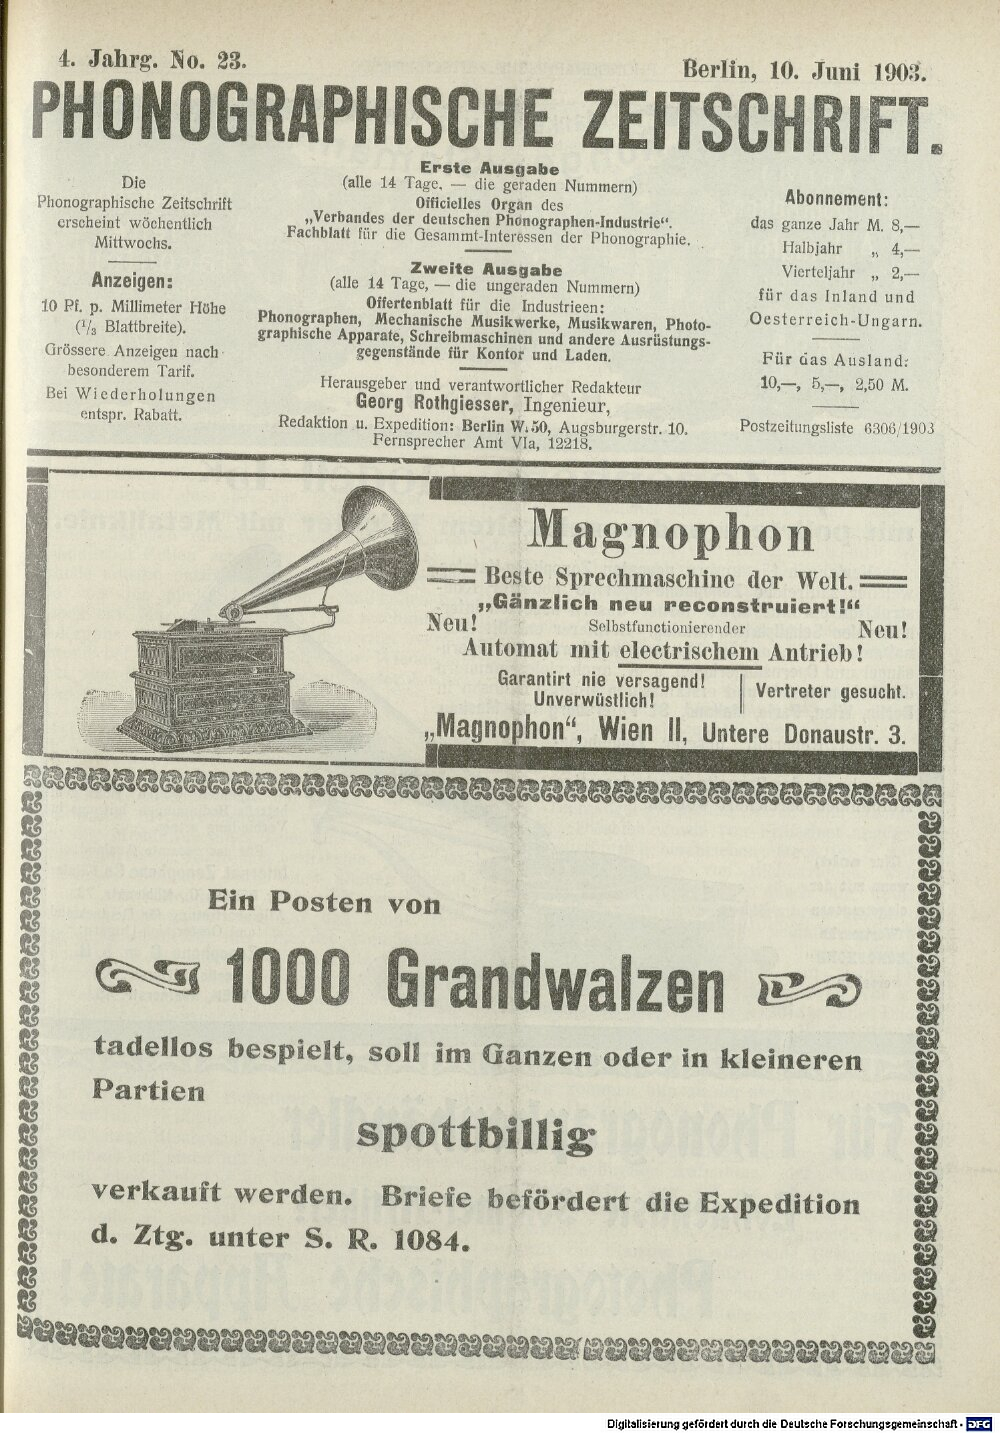 4. Jahrg. No. 23.
Berlin, 10. Juni 1903.
PHONOGRAPHISCHE ZEITSCHRIFT.
Die
Phonographische Zeitschrift
erscheint wöchentlich
Mittwochs.
Anzeigen:
10 Pf. p. Millimeter Höhe
(1/3 Blattbreite).
Grössere Anzeigen nach
besonderem Tarif.
Bei Wiederholungen
entspr. Rabatt.
Erste Ausgabe
(alle 14 Tage, — die geraden Nummern)
Officielles Organ des
„Verbandes der deutschen Phonographen-Industrie“.
Fachblatt für die Gesammt-Interessen der Phonographie.
Zweite Ausgabe
(alle 14 Tage, — die ungeraden Nummern)
Offertenblatt für die Industrieen:
Phonographen, Mechanische Musikwerke, Musikwaren, Photo-
graphische Apparate, Schreibmaschinen und andere Ausrüstungs-
gegenstände für Kontor und Laden.
Herausgeber und verantwortlicher Redakteur
Georg Rothgiesser, Ingenieur,
Redaktion u. Expedition: Berlin W. 50, Augsburgerstr. 10.
Fernsprecher Amt VIa, 12218.
Abonnement:
das ganze Jahr M. 8,—
Halbjahr „ 4,—
Vierteljahr „ 2,—
für das Inland und
Oesterreich-Ungarn.
Für das Ausland:
10,—, 5,—, 2,50 M.
Postzeitungsliste 6306/1903
Magnophon
Beste Sprechmaschine der Welt.
„Gänzlich neu reconstruiert!“
Neu! Selbstfunctionierender Neu!
Automat mit electrischem Antrieb!
Garantirt nie versagend!
Unverwüstlich!
Vertreter gesucht.
„Magnophon“, Wien II, Untere Donaustr. 3.
Ein Posten von
1000 Grandwalzen
tadellos bespielt, soll im Ganzen oder in kleineren
Partien
spottbillig
verkauft werden. Briefe befördert die Expedition
d. Ztg. unter S. R. 1084.
Digitalisierung gefördert durch die Deutsche Forschungsgemeinschaft - DFG